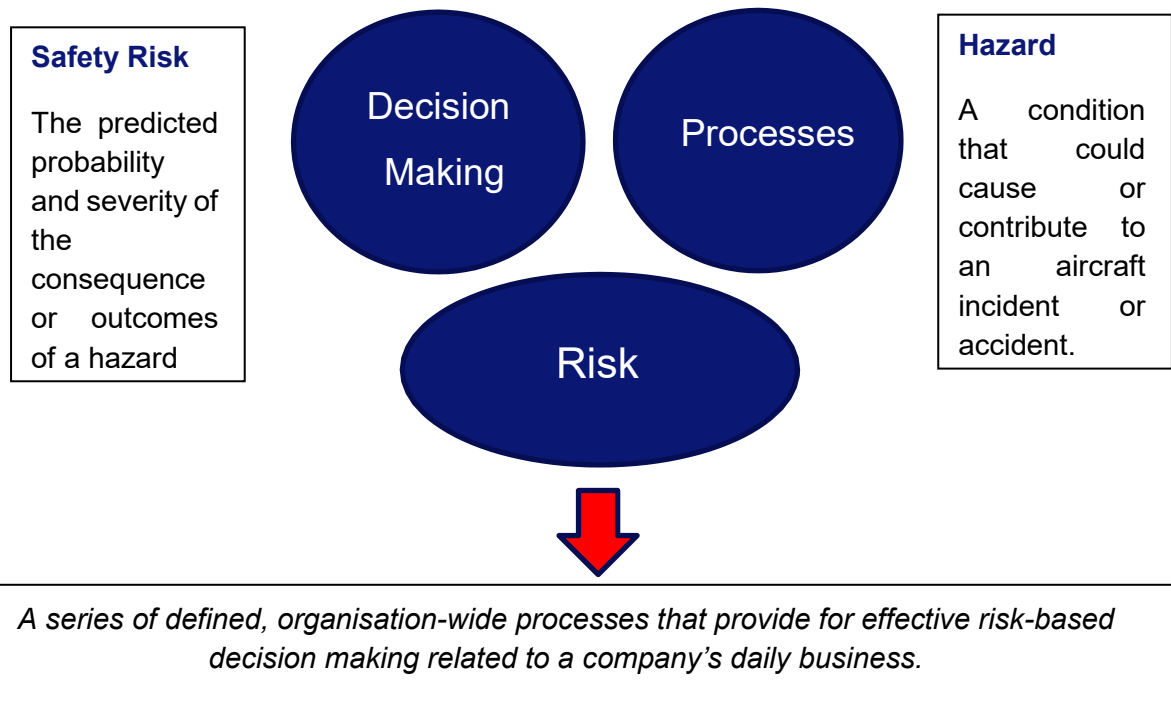 Safety Risk
The predicted
probability
and severity of
the
consequence
or outcomes
of a hazard
Decision
Making
Processes
Hazard
A condition
that could
cause or
contribute to
an aircraft
incident or
accident.
Risk
A series of defined, organisation-wide processes that provide for effective risk-based
decision making related to a company’s daily business.